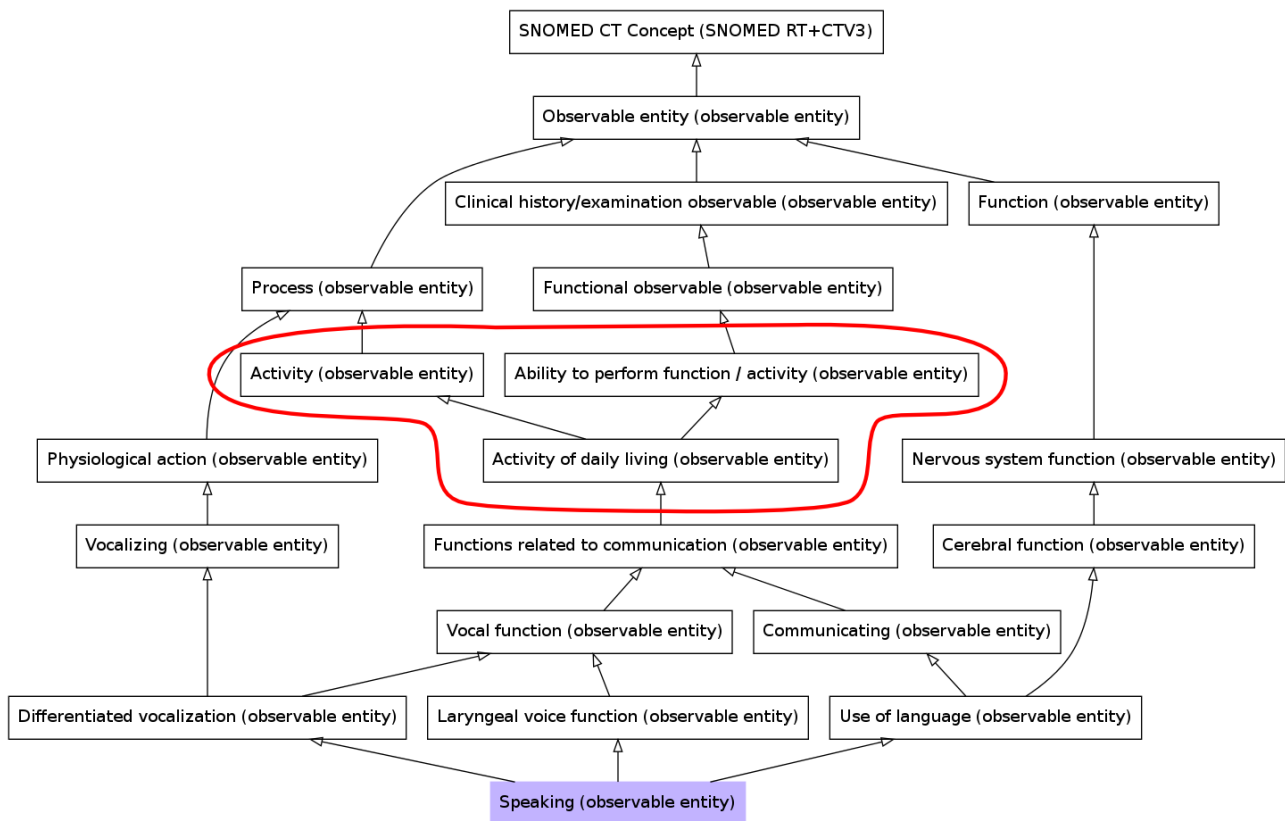 SNOMED CT Concept (SNOMED RT+CTV3)
Observable entity (observable entity)
Clinical history/examination observable (observable entity)
Function (observable entity)
Process (observable entity)
Functional observable (observable entity)
Activity (observable entity)
Ability to perform function / activity (observable entity)
Physiological action (observable entity)
Activity of daily living (observable entity)
Nervous system function (observable entity)
Vocalizing (observable entity)
Functions related to communication (observable entity)
Cerebral function (observable entity)
Vocal function (observable entity)
Communicating (observable entity)
Differentiated vocalization (observable entity)
Laryngeal voice function (observable entity)
Use of language (observable entity)
Speaking (observable entity)